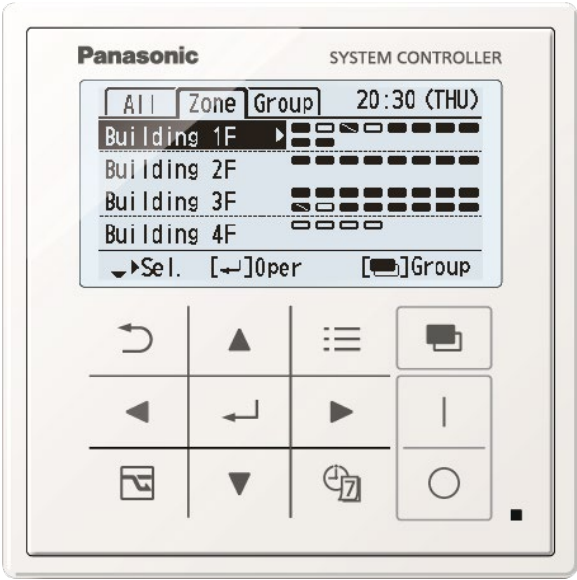 Panasonic SYSTEM CONTROLLER
All Zone Group 20:30 (THU)
Building 1F
Building 2F
Building 3F
Building 4F
Sel. [↵]Oper []Group
7